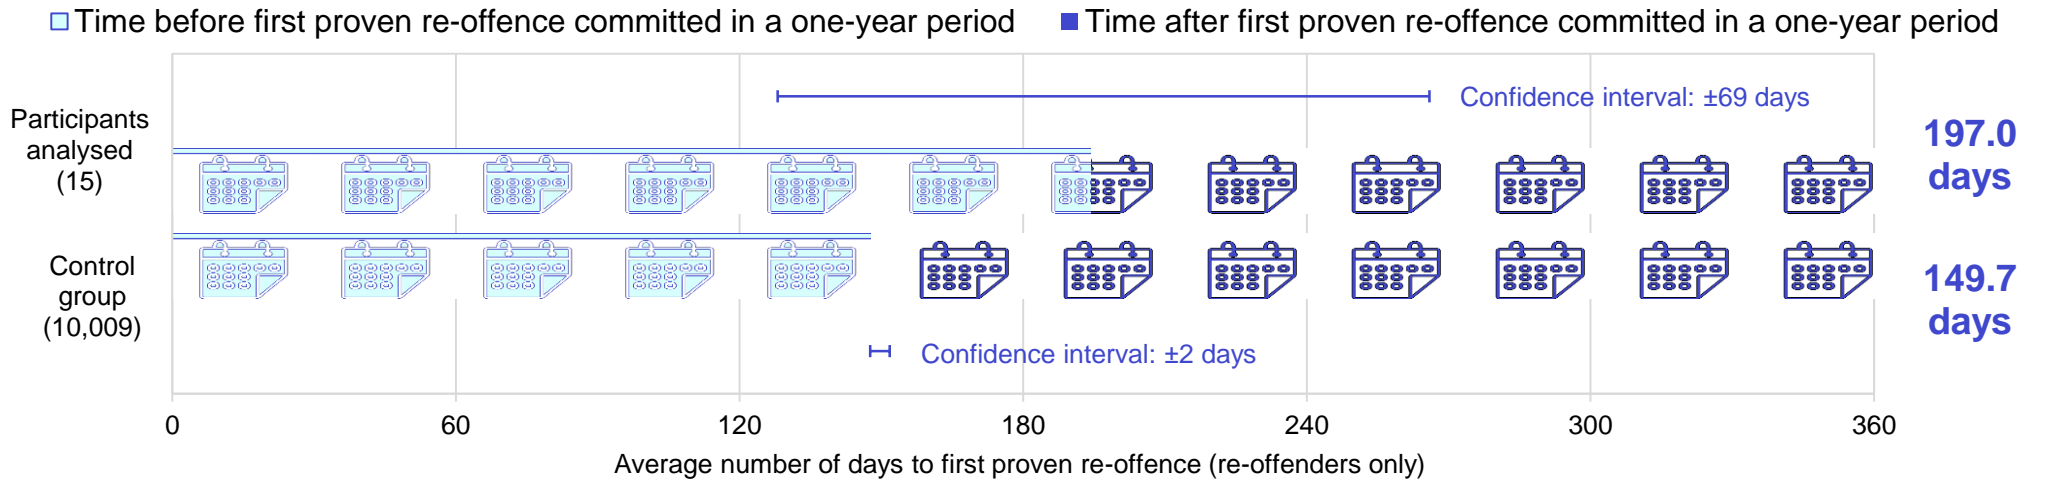 Time before first proven re-offence committed in a one-year period
Time after first proven re-offence committed in a one-year period
Confidence interval: ±69 days
Participants
analysed
(15)
197.0
days
Control
group
(10,009)
149.7
days
Confidence interval: ±2 days
0
60
120
180
240
300
360
Average number of days to first proven re-offence (re-offenders only)